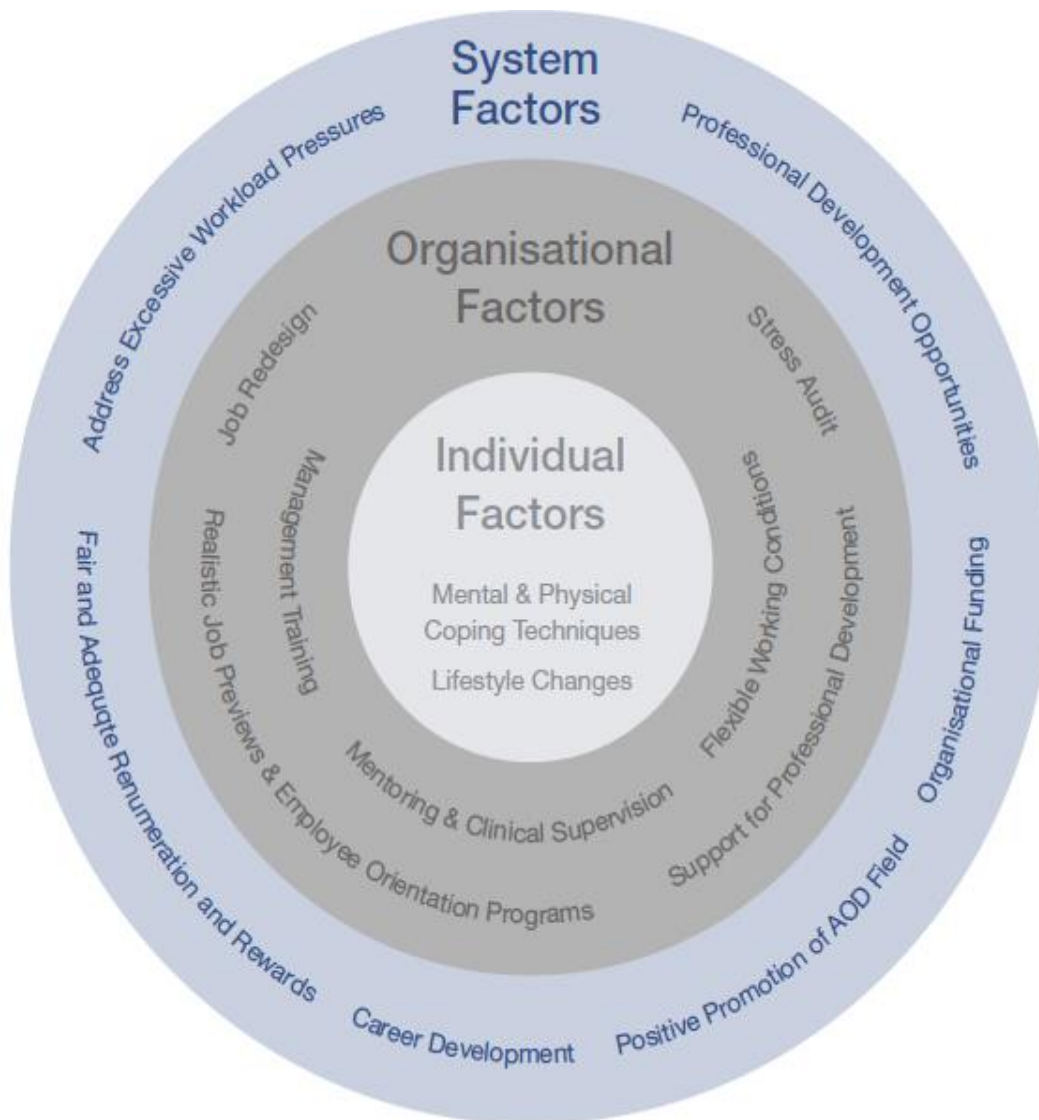 System
Factors
Address Excessive Workload Pressures
Professional Development Opportunities
Organisational
Factors
Job Redesign
Stress Audit
Individual
Factors
Mental & Physical
Coping Techniques
Lifestyle Changes
Management Training
Flexible Working Conditions
Realistic Job Previews & Employee Orientation Programs
Support for Professional Development
Mentoring & Clinical Supervision
Fair and Adequqte Renumeration and Rewards
Organisational Funding
Career Development
Positive Promotion of AOD Field